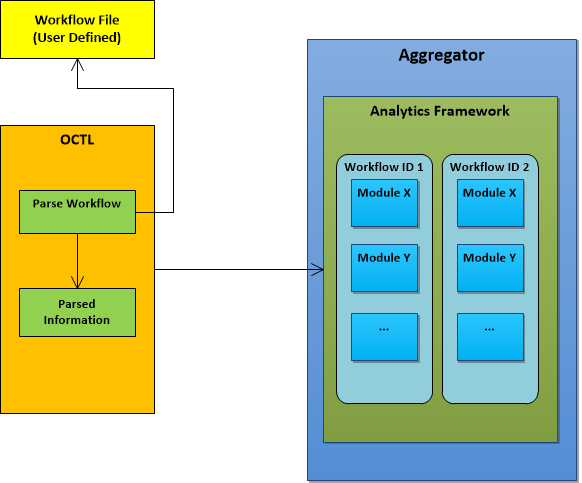 Workflow File
(User Defined)
OCTL
Parse Workflow
Parsed
Information
Aggregator
Analytics Framework
Workflow ID 1
Module X
Module Y
...
Workflow ID 2
Module X
Module Y
...